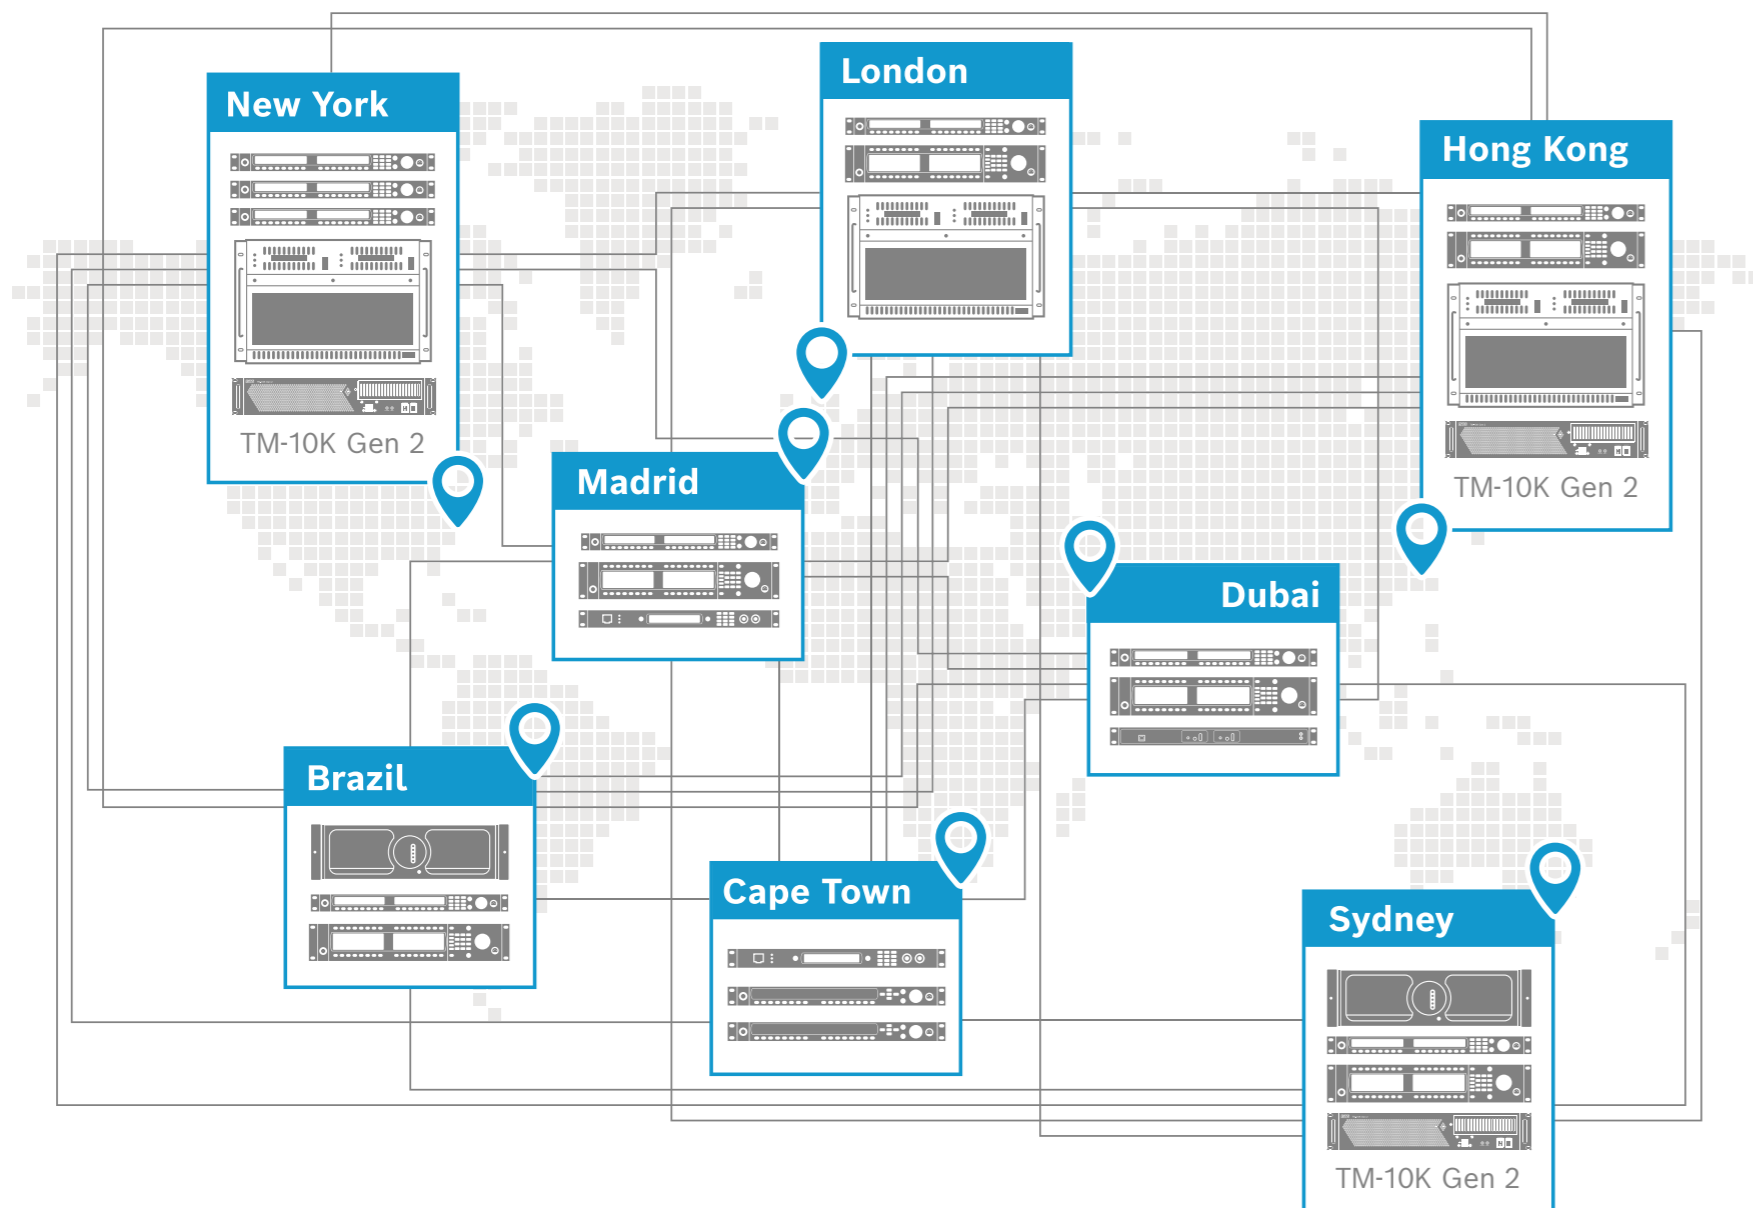 London
New York
Hong Kong
TM-10K Gen 2
Madrid
TM-10K Gen 2
Dubai
Brazil
Cape Town
Sydney
TM-10K Gen 2